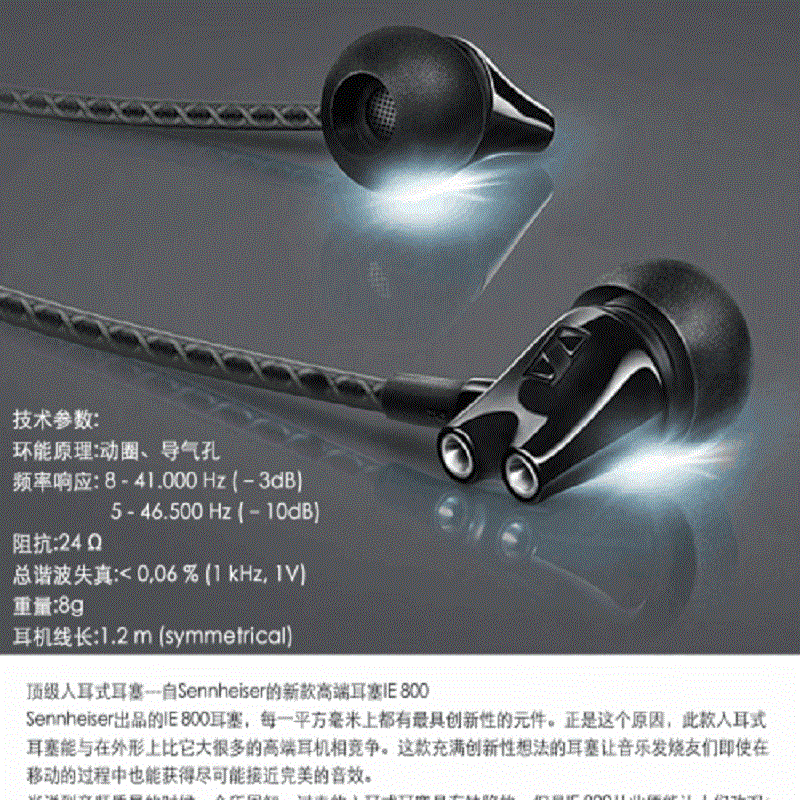 技术参数:
环能原理:动圈、导气孔
频率响应: 8 - 41.000 Hz ( – 3dB)
5 - 46.500 Hz ( – 10dB)
阻抗:24 Ω
总谐波失真:< 0,06 % (1 kHz, 1V)
重量:8g
耳机线长:1.2 m (symmetrical)
顶级入耳式耳塞---自Sennheiser的新款高端耳塞IE 800
Sennheiser出品的IE 800耳塞，每一平方毫米上都有最具创新性的元件。正是这个原因，此款入耳式
耳塞能与在外形上比它大很多的高端耳机相竞争。这款充满创新性想法的耳塞让音乐发烧友们即使在
移动的过程中也能获得尽可能接近完美的音效。